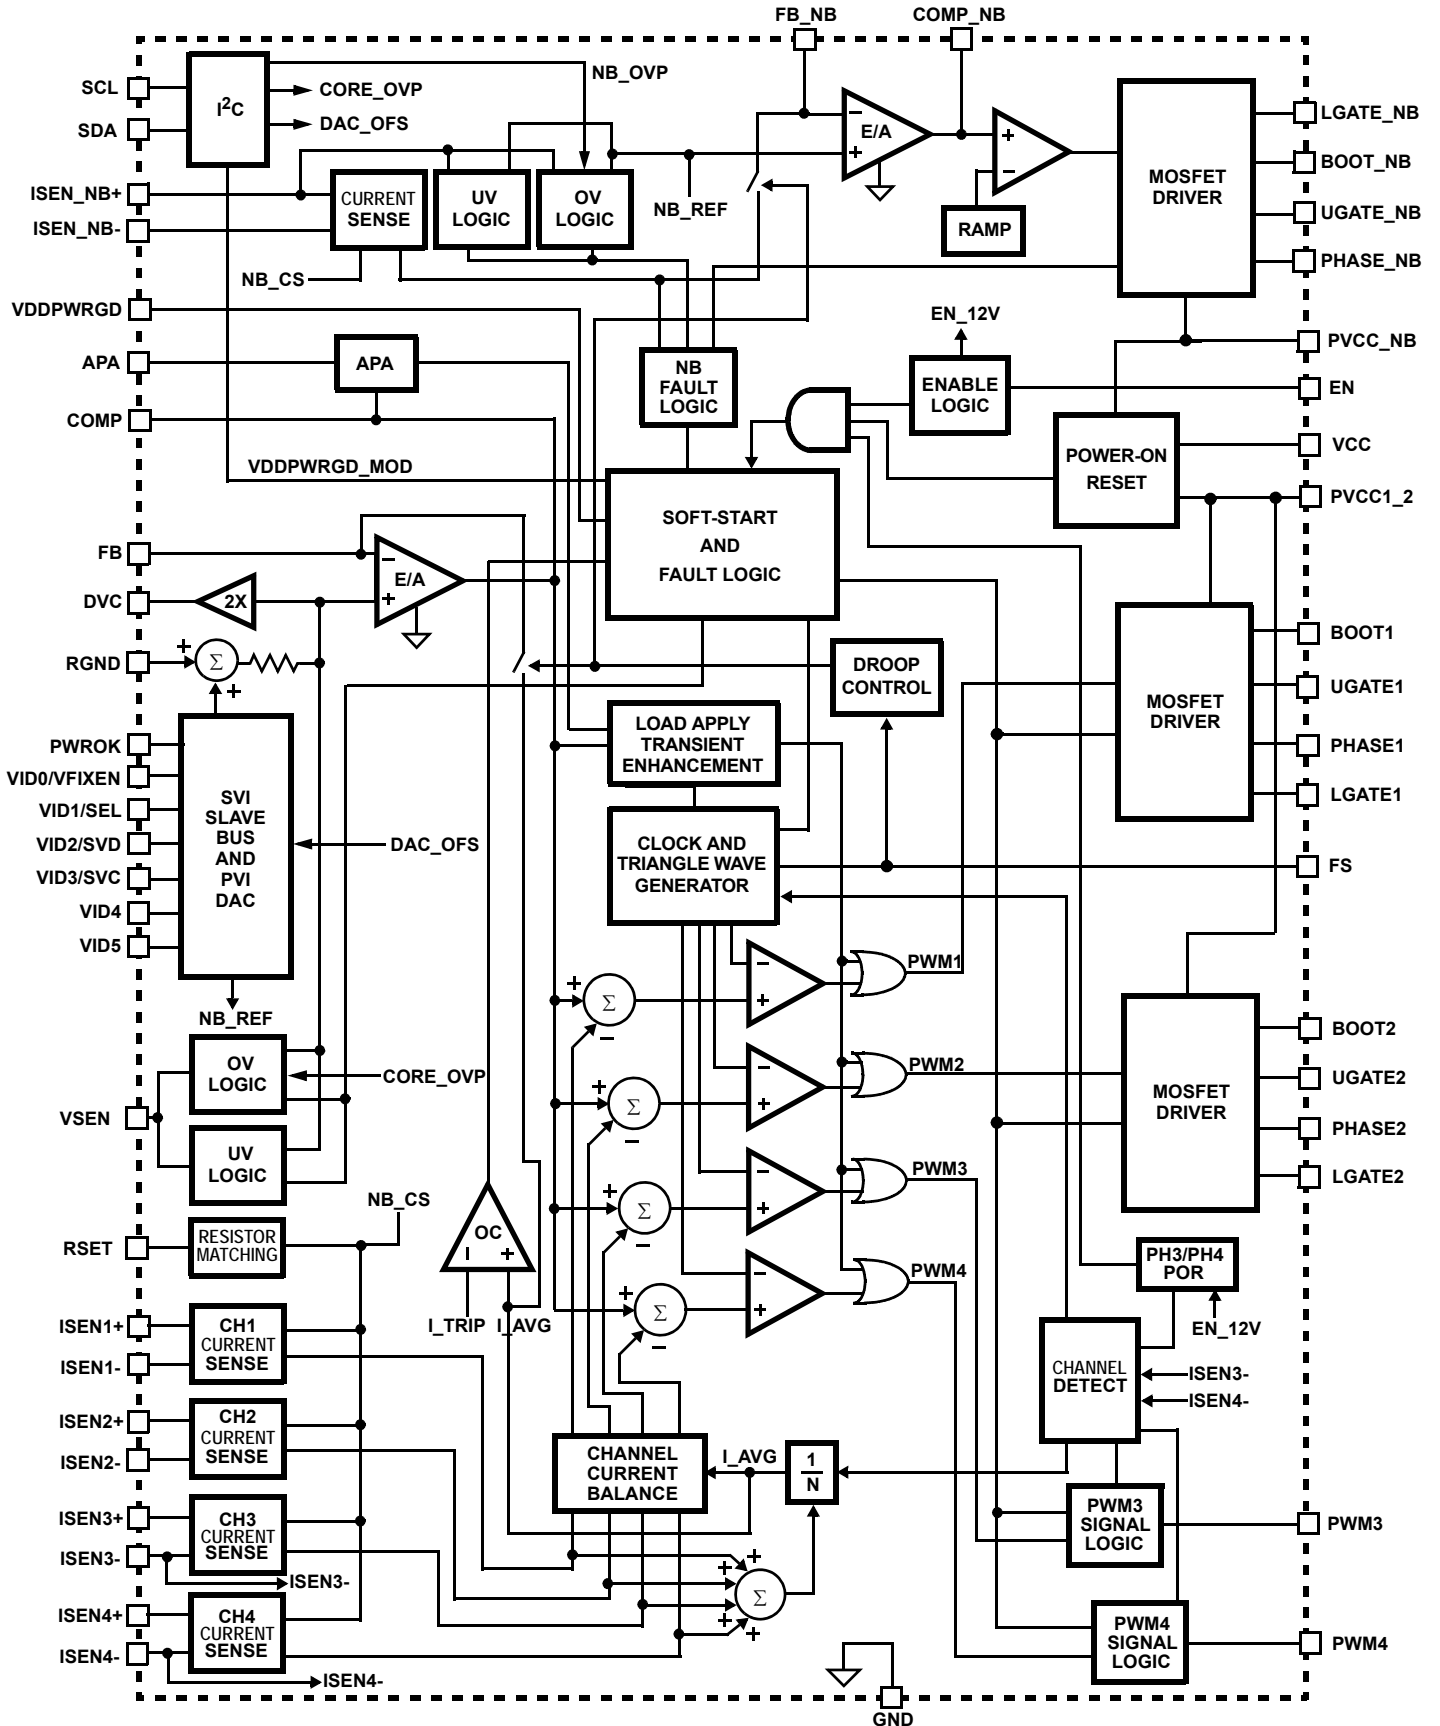 FB_NB
COMP_NB
SCL
SDA
I2C
CORE_OVP
DAC_OFS
NB_OVP
ISEN_NB+
ISEN_NB-
CURRENT
SENSE
UV
LOGIC
OV
LOGIC
NB_REF
NB_CS
−
+
E/A
+
−
RAMP
MOSFET
DRIVER
LGATE_NB
BOOT_NB
UGATE_NB
PHASE_NB
PVCC_NB
VDDPWRGD
APA
APA
COMP
NB
FAULT
LOGIC
EN_12V
ENABLE
LOGIC
EN
POWER-ON
RESET
VCC
PVCC1_2
VDDPWRGD_MOD
SOFT-START
AND
FAULT LOGIC
FB
DVC
2X
−
+
E/A
RGND
+
Σ
+
DROOP
CONTROL
LOAD APPLY
TRANSIENT
ENHANCEMENT
MOSFET
DRIVER
BOOT1
UGATE1
PHASE1
LGATE1
PWROK
VID0/VFIXEN
VID1/SEL
VID2/SVD
VID3/SVC
VID4
VID5
SVI
SLAVE
BUS
AND
PVI
DAC
DAC_OFS
NB_REF
CLOCK AND
TRIANGLE WAVE
GENERATOR
FS
+
Σ
−
−
+
PWM1
+
Σ
−
−
+
PWM2
+
Σ
−
−
+
PWM3
+
Σ
−
−
+
PWM4
MOSFET
DRIVER
BOOT2
UGATE2
PHASE2
LGATE2
OV
LOGIC
CORE_OVP
VSEN
UV
LOGIC
NB_CS
RSET
RESISTOR
MATCHING
OC
−
+
I_TRIP
I_AVG
PH3/PH4
POR
EN_12V
CHANNEL
DETECT
ISEN3-
ISEN4-
ISEN1+
ISEN1-
CH1
CURRENT
SENSE
ISEN2+
ISEN2-
CH2
CURRENT
SENSE
ISEN3+
ISEN3-
CH3
CURRENT
SENSE
ISEN3-
ISEN4+
ISEN4-
CH4
CURRENT
SENSE
ISEN4-
CHANNEL
CURRENT
BALANCE
I_AVG
1
N
+
+
+
+
Σ
PWM3
SIGNAL
LOGIC
PWM3
PWM4
SIGNAL
LOGIC
PWM4
GND